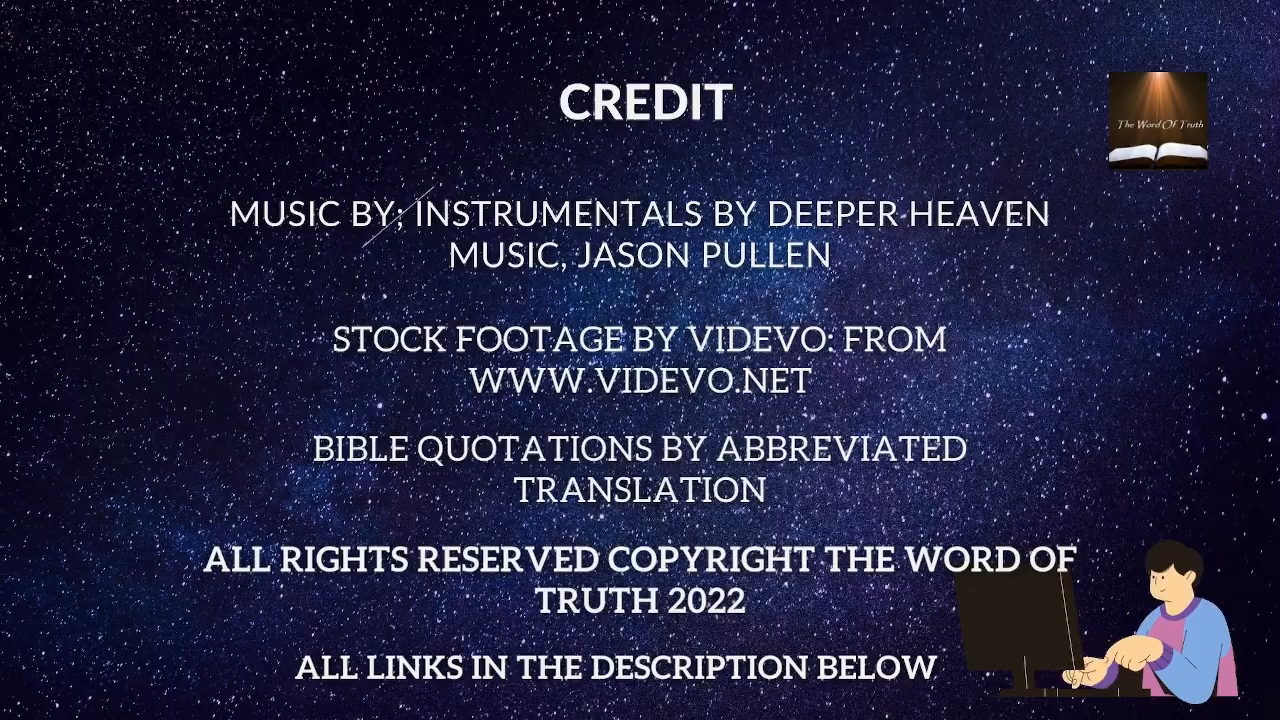 CREDIT
The Word Of Truth
MUSIC BY; INSTRUMENTALS BY DEEPER HEAVEN
MUSIC, JASON PULLEN
STOCK FOOTAGE BY VIDEVO: FROM
WWW.VIDEVO.NET
BIBLE QUOTATIONS BY ABBREVIATED
TRANSLATION
ALL RIGHTS RESERVED COPYRIGHT THE WORD OF
TRUTH 2022
ALL LINKS IN THE DESCRIPTION BELOW